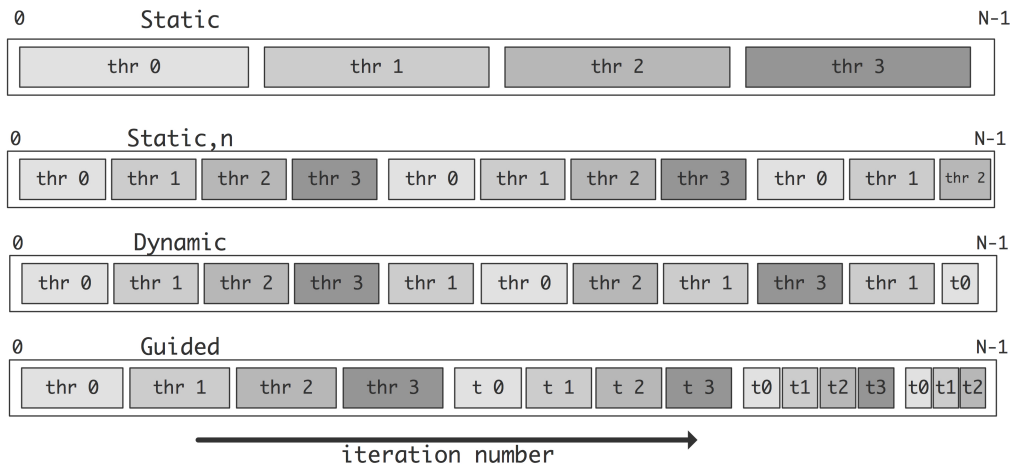 0 Static N-1
thr 0 thr 1 thr 2 thr 3
0 Static,n N-1
thr 0 thr 1 thr 2 thr 3 thr 0 thr 1 thr 2 thr 3 thr 0 thr 1 thr 2
0 Dynamic N-1
thr 0 thr 1 thr 2 thr 3 thr 1 thr 0 thr 2 thr 1 thr 3 thr 1 t0
0 Guided N-1
thr 0 thr 1 thr 2 thr 3 t 0 t 1 t 2 t 3 t0 t1 t2 t3 t0 t1 t2
iteration number